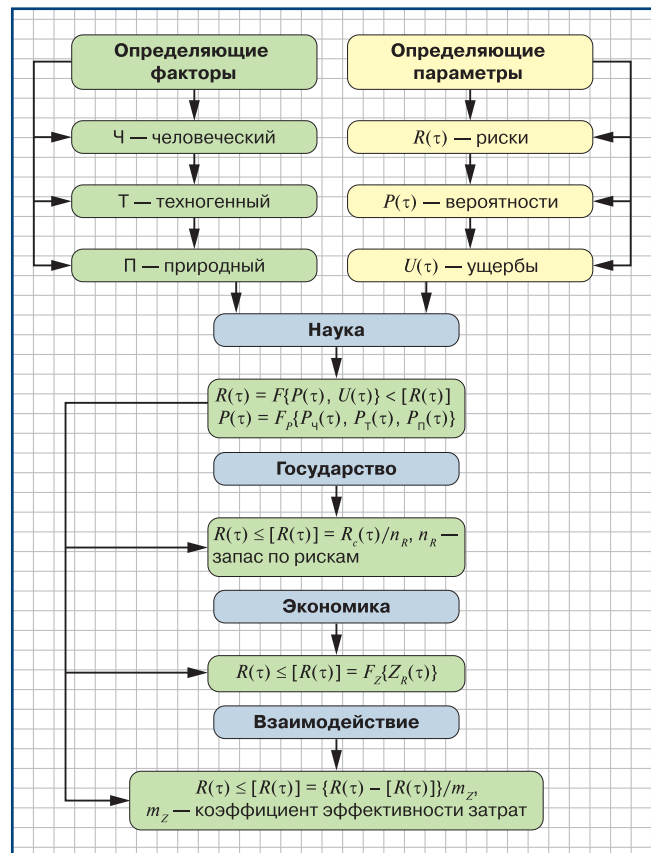 Определяющие
факторы
Ч — человеческий
Т — техногенный
П — природный
Определяющие
параметры
R(τ) — риски
P(τ) — вероятности
U(τ) — ущербы
Наука
R(τ) = F{P(τ), U(τ)} < [R(τ)]
P(τ) = F_P{P_Ч(τ), P_Т(τ), P_П(τ)}
Государство
R(τ) ≤ [R(τ)] = R_c(τ)/n_R, n_R —
запас по рискам
Экономика
R(τ) ≤ [R(τ)] = F_Z{Z_R(τ)}
Взаимодействие
R(τ) ≤ [R(τ)] = {R(τ) – [R(τ)]}/m_Z,
m_Z — коэффициент эффективности затрат